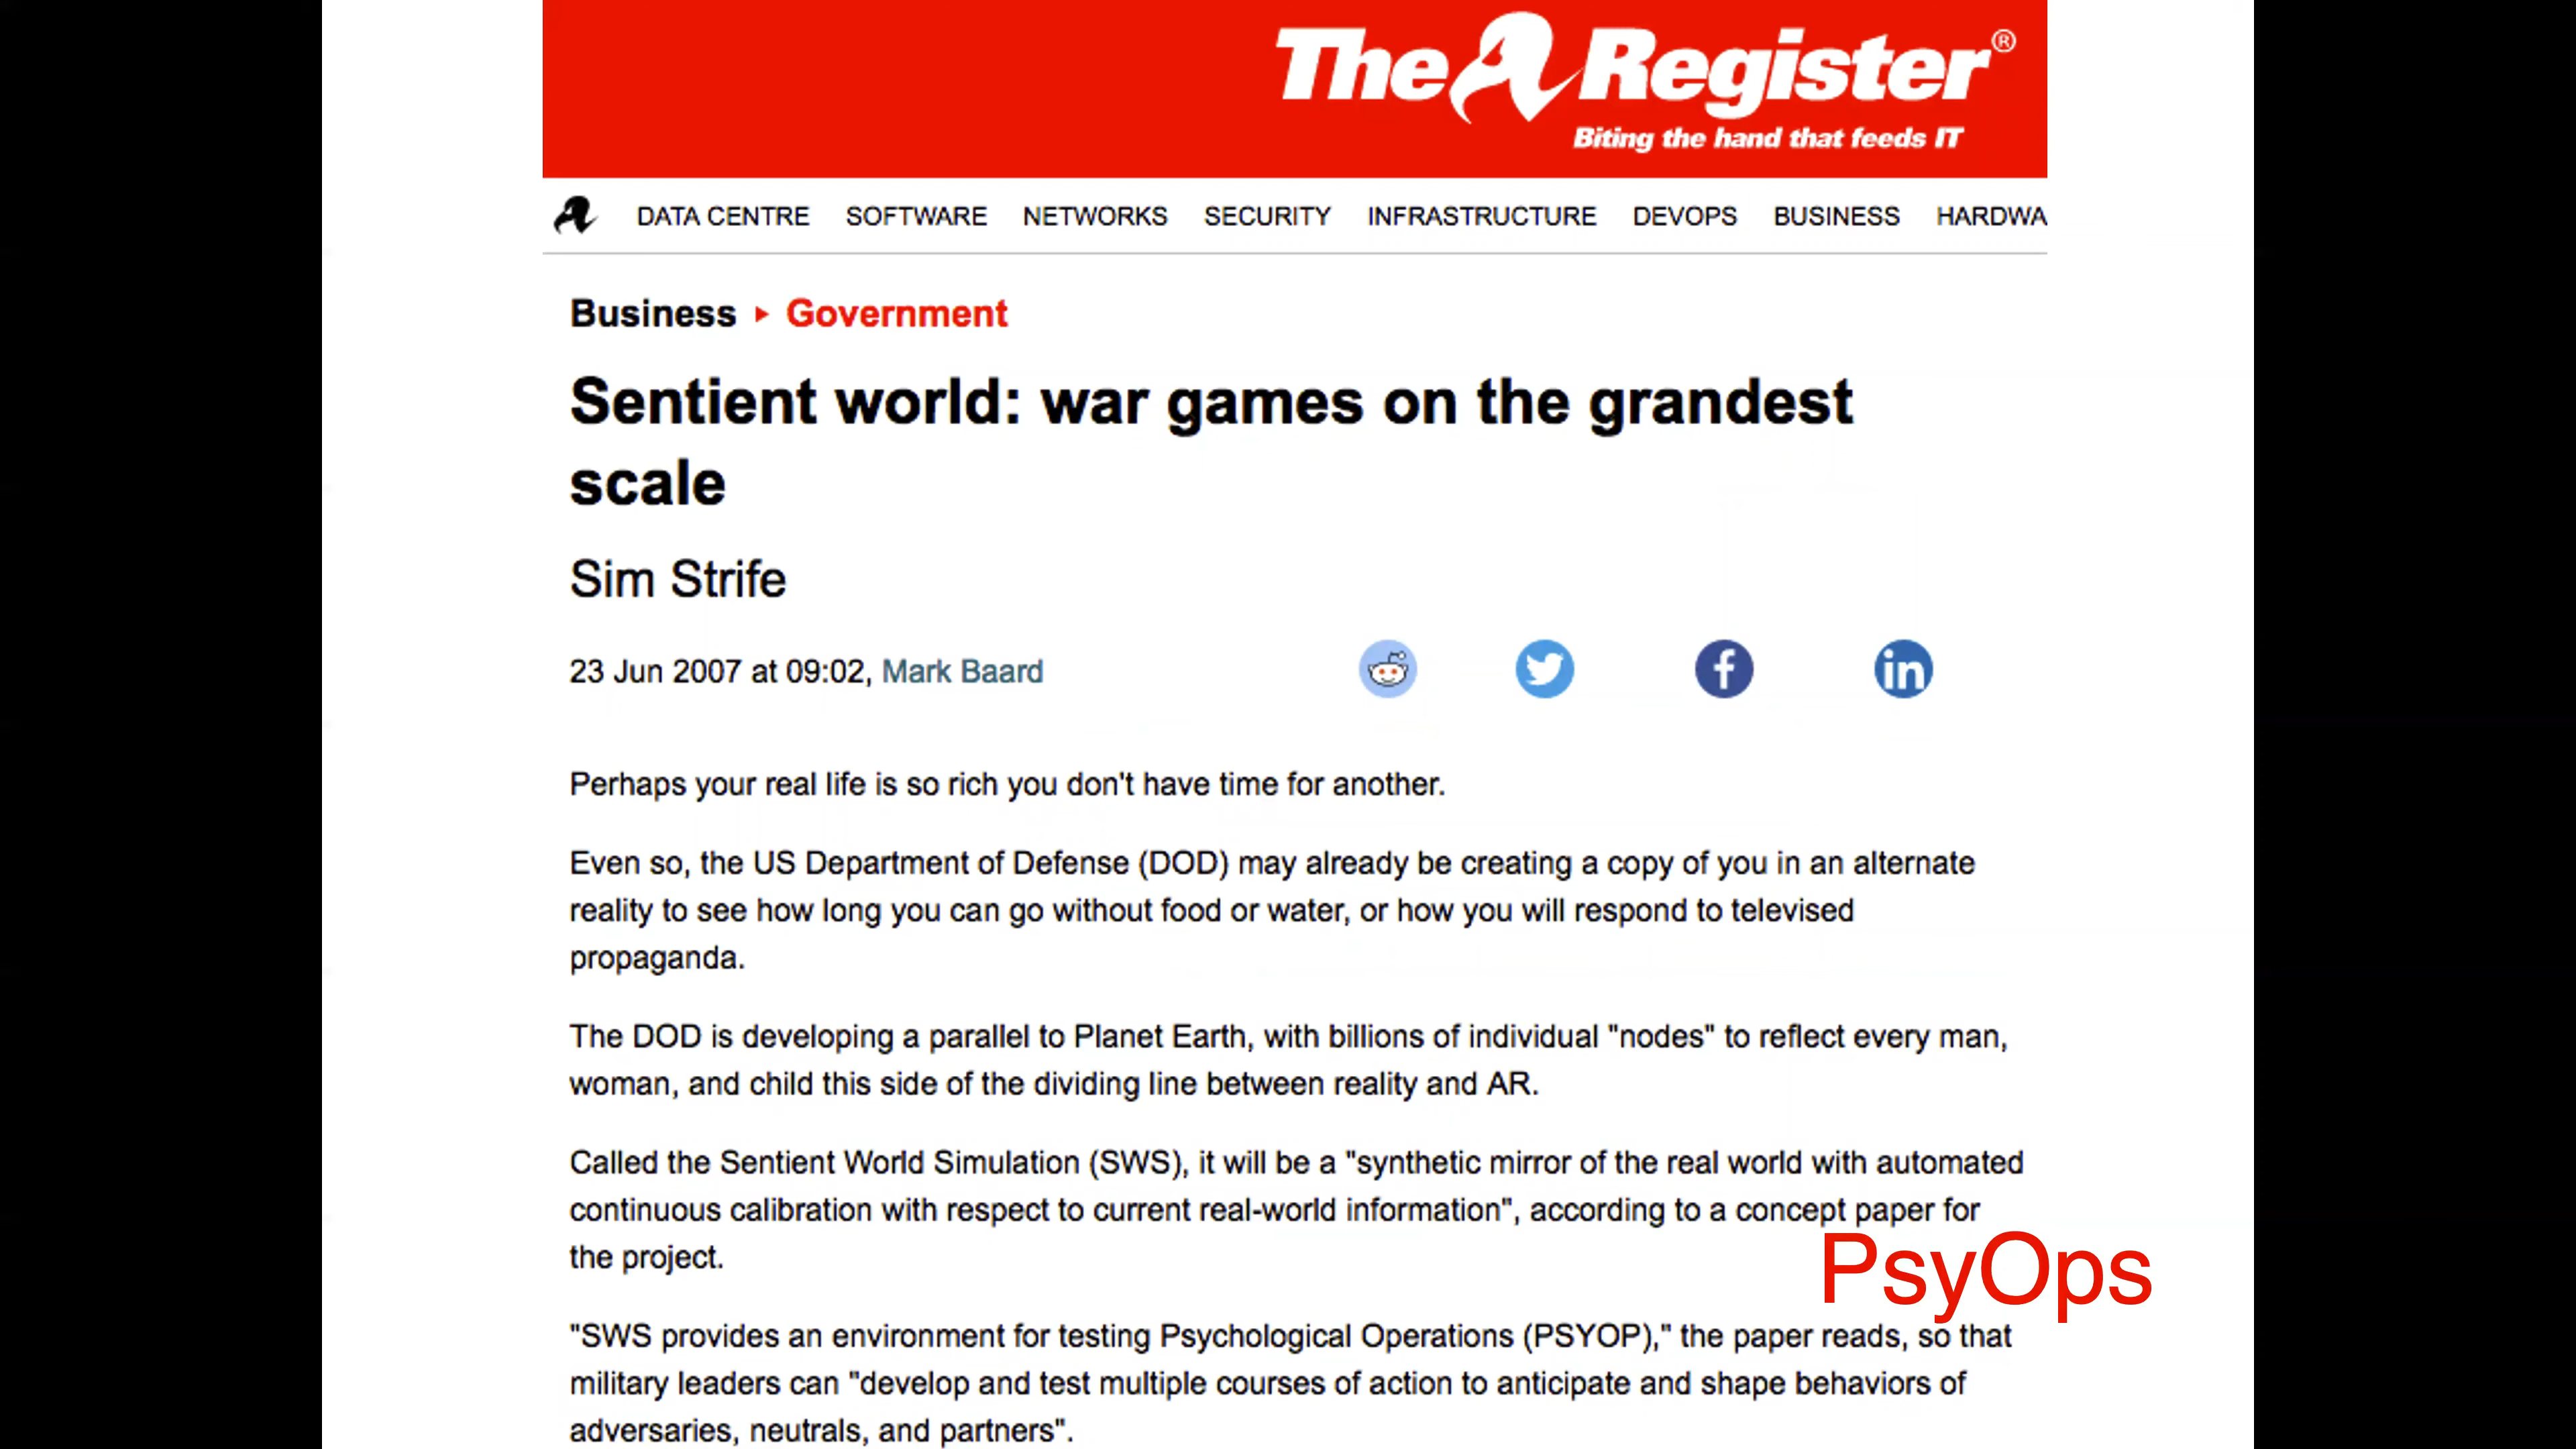 The Register®
Biting the hand that feeds IT
DATA CENTRE SOFTWARE NETWORKS SECURITY INFRASTRUCTURE DEVOPS BUSINESS HARDWA
Business ▸ Government
Sentient world: war games on the grandest
scale
Sim Strife
23 Jun 2007 at 09:02, Mark Baard
Perhaps your real life is so rich you don't have time for another.
Even so, the US Department of Defense (DOD) may already be creating a copy of you in an alternate
reality to see how long you can go without food or water, or how you will respond to televised
propaganda.
The DOD is developing a parallel to Planet Earth, with billions of individual "nodes" to reflect every man,
woman, and child this side of the dividing line between reality and AR.
Called the Sentient World Simulation (SWS), it will be a "synthetic mirror of the real world with automated
continuous calibration with respect to current real-world information", according to a concept paper for
the project.
PsyOps
"SWS provides an environment for testing Psychological Operations (PSYOP)," the paper reads, so that
military leaders can "develop and test multiple courses of action to anticipate and shape behaviors of
adversaries, neutrals, and partners".